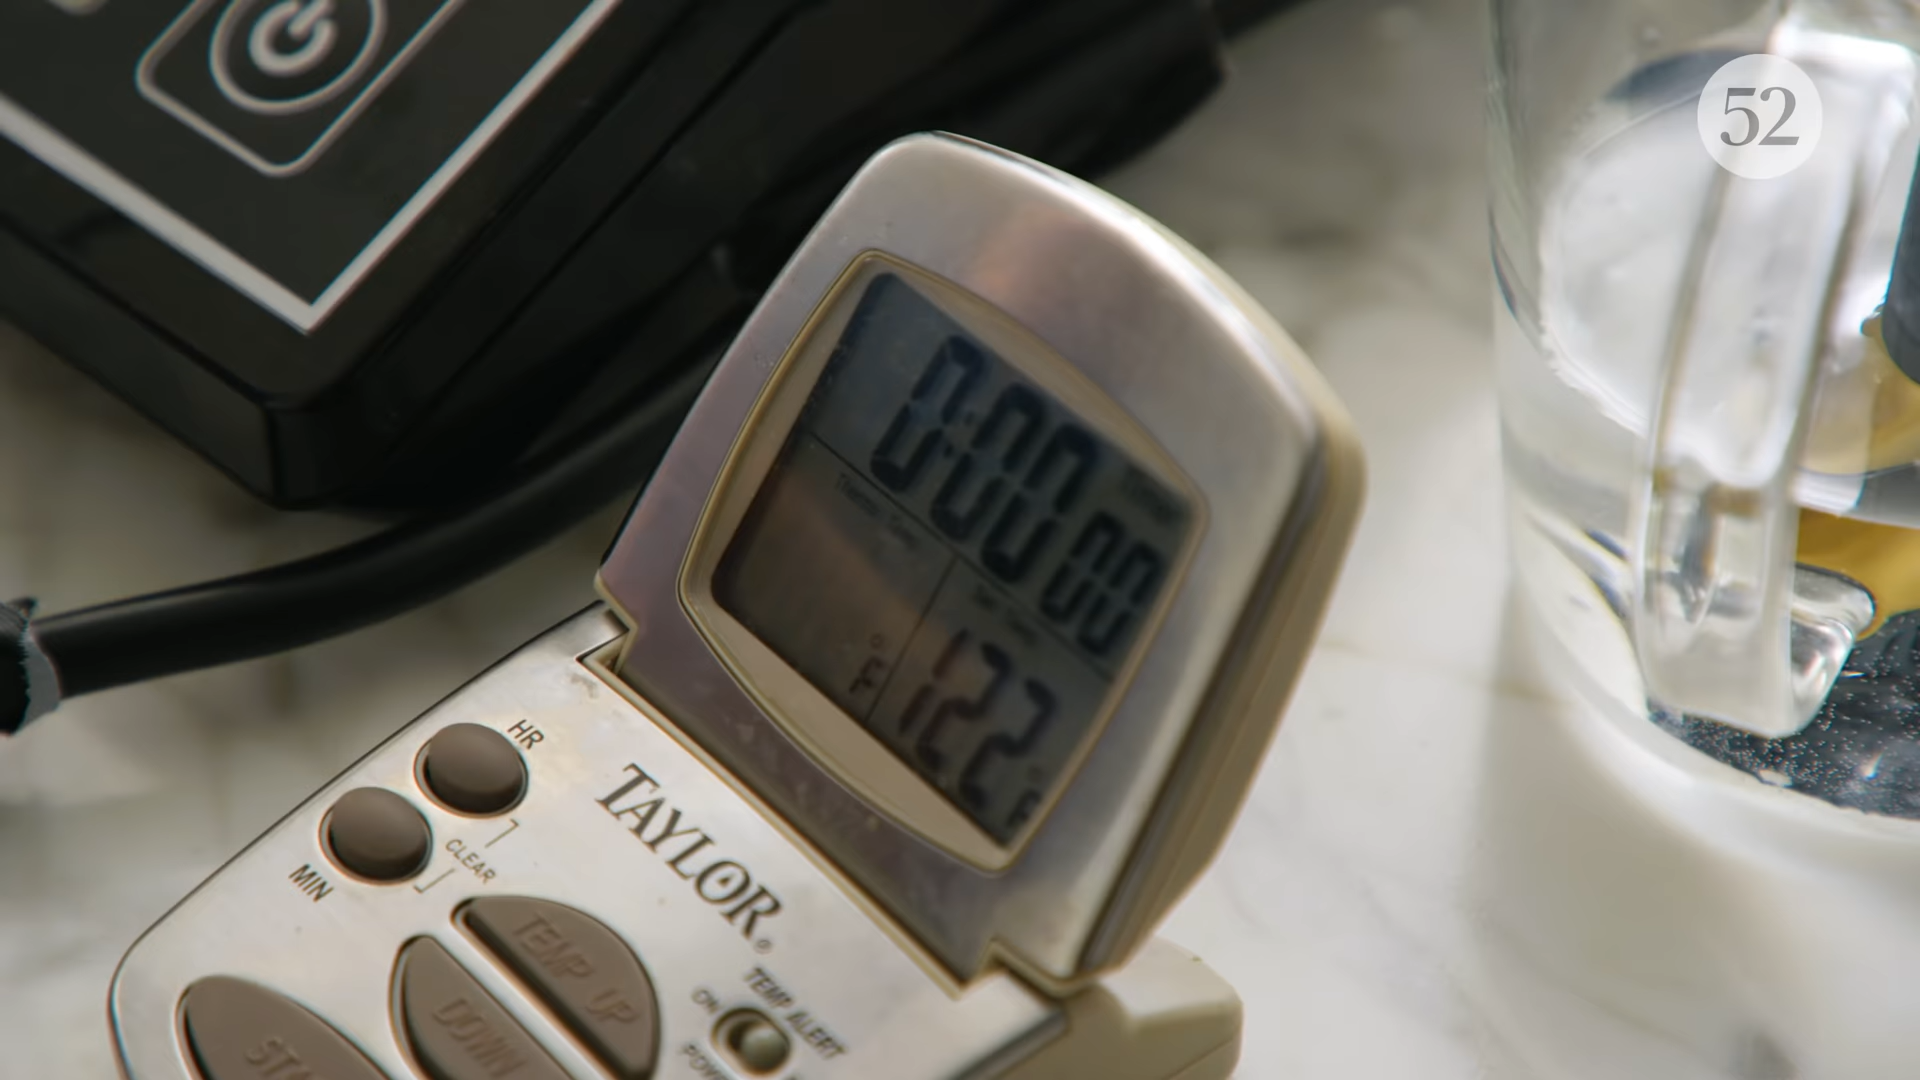 52
0:00 00
°F
122
°F
HR
MIN
CLEAR
TAYLOR®
TEMP UP
DOWN
TEMP ALERT
ON